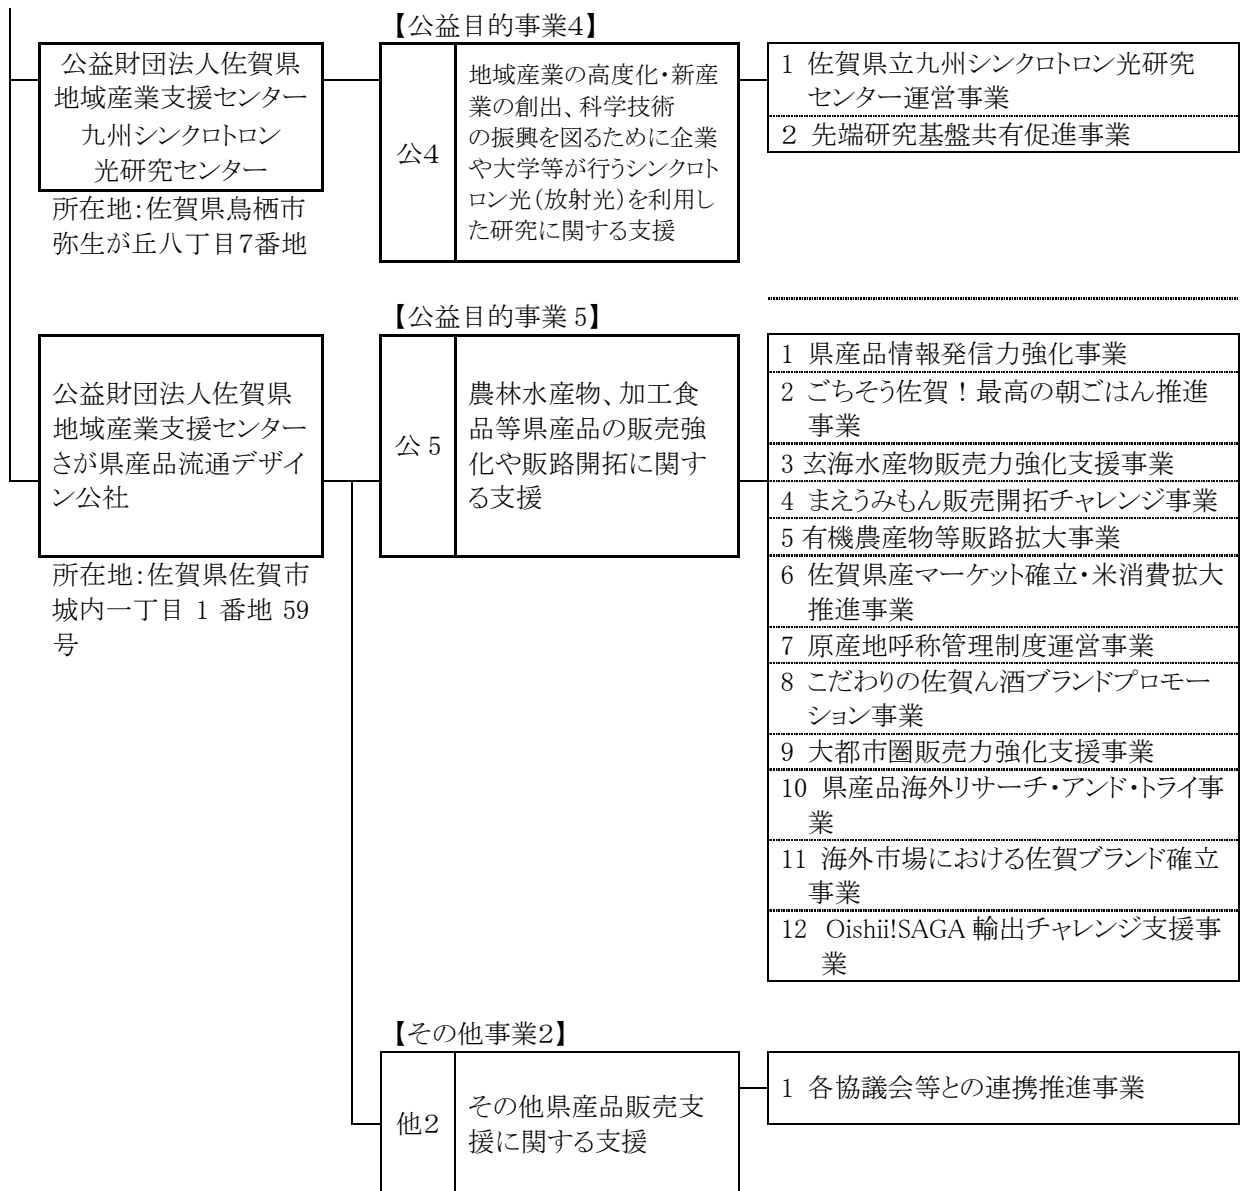 【公益目的事業4】
公益財団法人佐賀県
地域産業支援センター
九州シンクロトロン
光研究センター
所在地:佐賀県鳥栖市
弥生が丘八丁目7番地
公4
地域産業の高度化・新産
業の創出、科学技術
の振興を図るために企業
や大学等が行うシンクロト
ロン光(放射光)を利用し
た研究に関する支援
1 佐賀県立九州シンクロトロン光研究
センター運営事業
2 先端研究基盤共有促進事業
【公益目的事業 5】
公益財団法人佐賀県
地域産業支援センター
さが県産品流通デザイ
ン公社
所在地:佐賀県佐賀市
城内一丁目 1 番地 59
号
公 5
農林水産物、加工食
品等県産品の販売強
化や販路開拓に関す
る支援
1 県産品情報発信力強化事業
2 ごちそう佐賀!最高の朝ごはん推進
事業
3 玄海水産物販売力強化支援事業
4 まえうみもん販売開拓チャレンジ事業
5 有機農産物等販路拡大事業
6 佐賀県産マーケット確立・米消費拡大
推進事業
7 原産地呼称管理制度運営事業
8 こだわりの佐賀ん酒ブランドプロモー
ション事業
9 大都市圏販売力強化支援事業
10 県産品海外リサーチ・アンド・トライ事
業
11 海外市場における佐賀ブランド確立
事業
12 Oishii!SAGA 輸出チャレンジ支援事
業
【その他事業2】
他2
その他県産品販売支
援に関する支援
1 各協議会等との連携推進事業